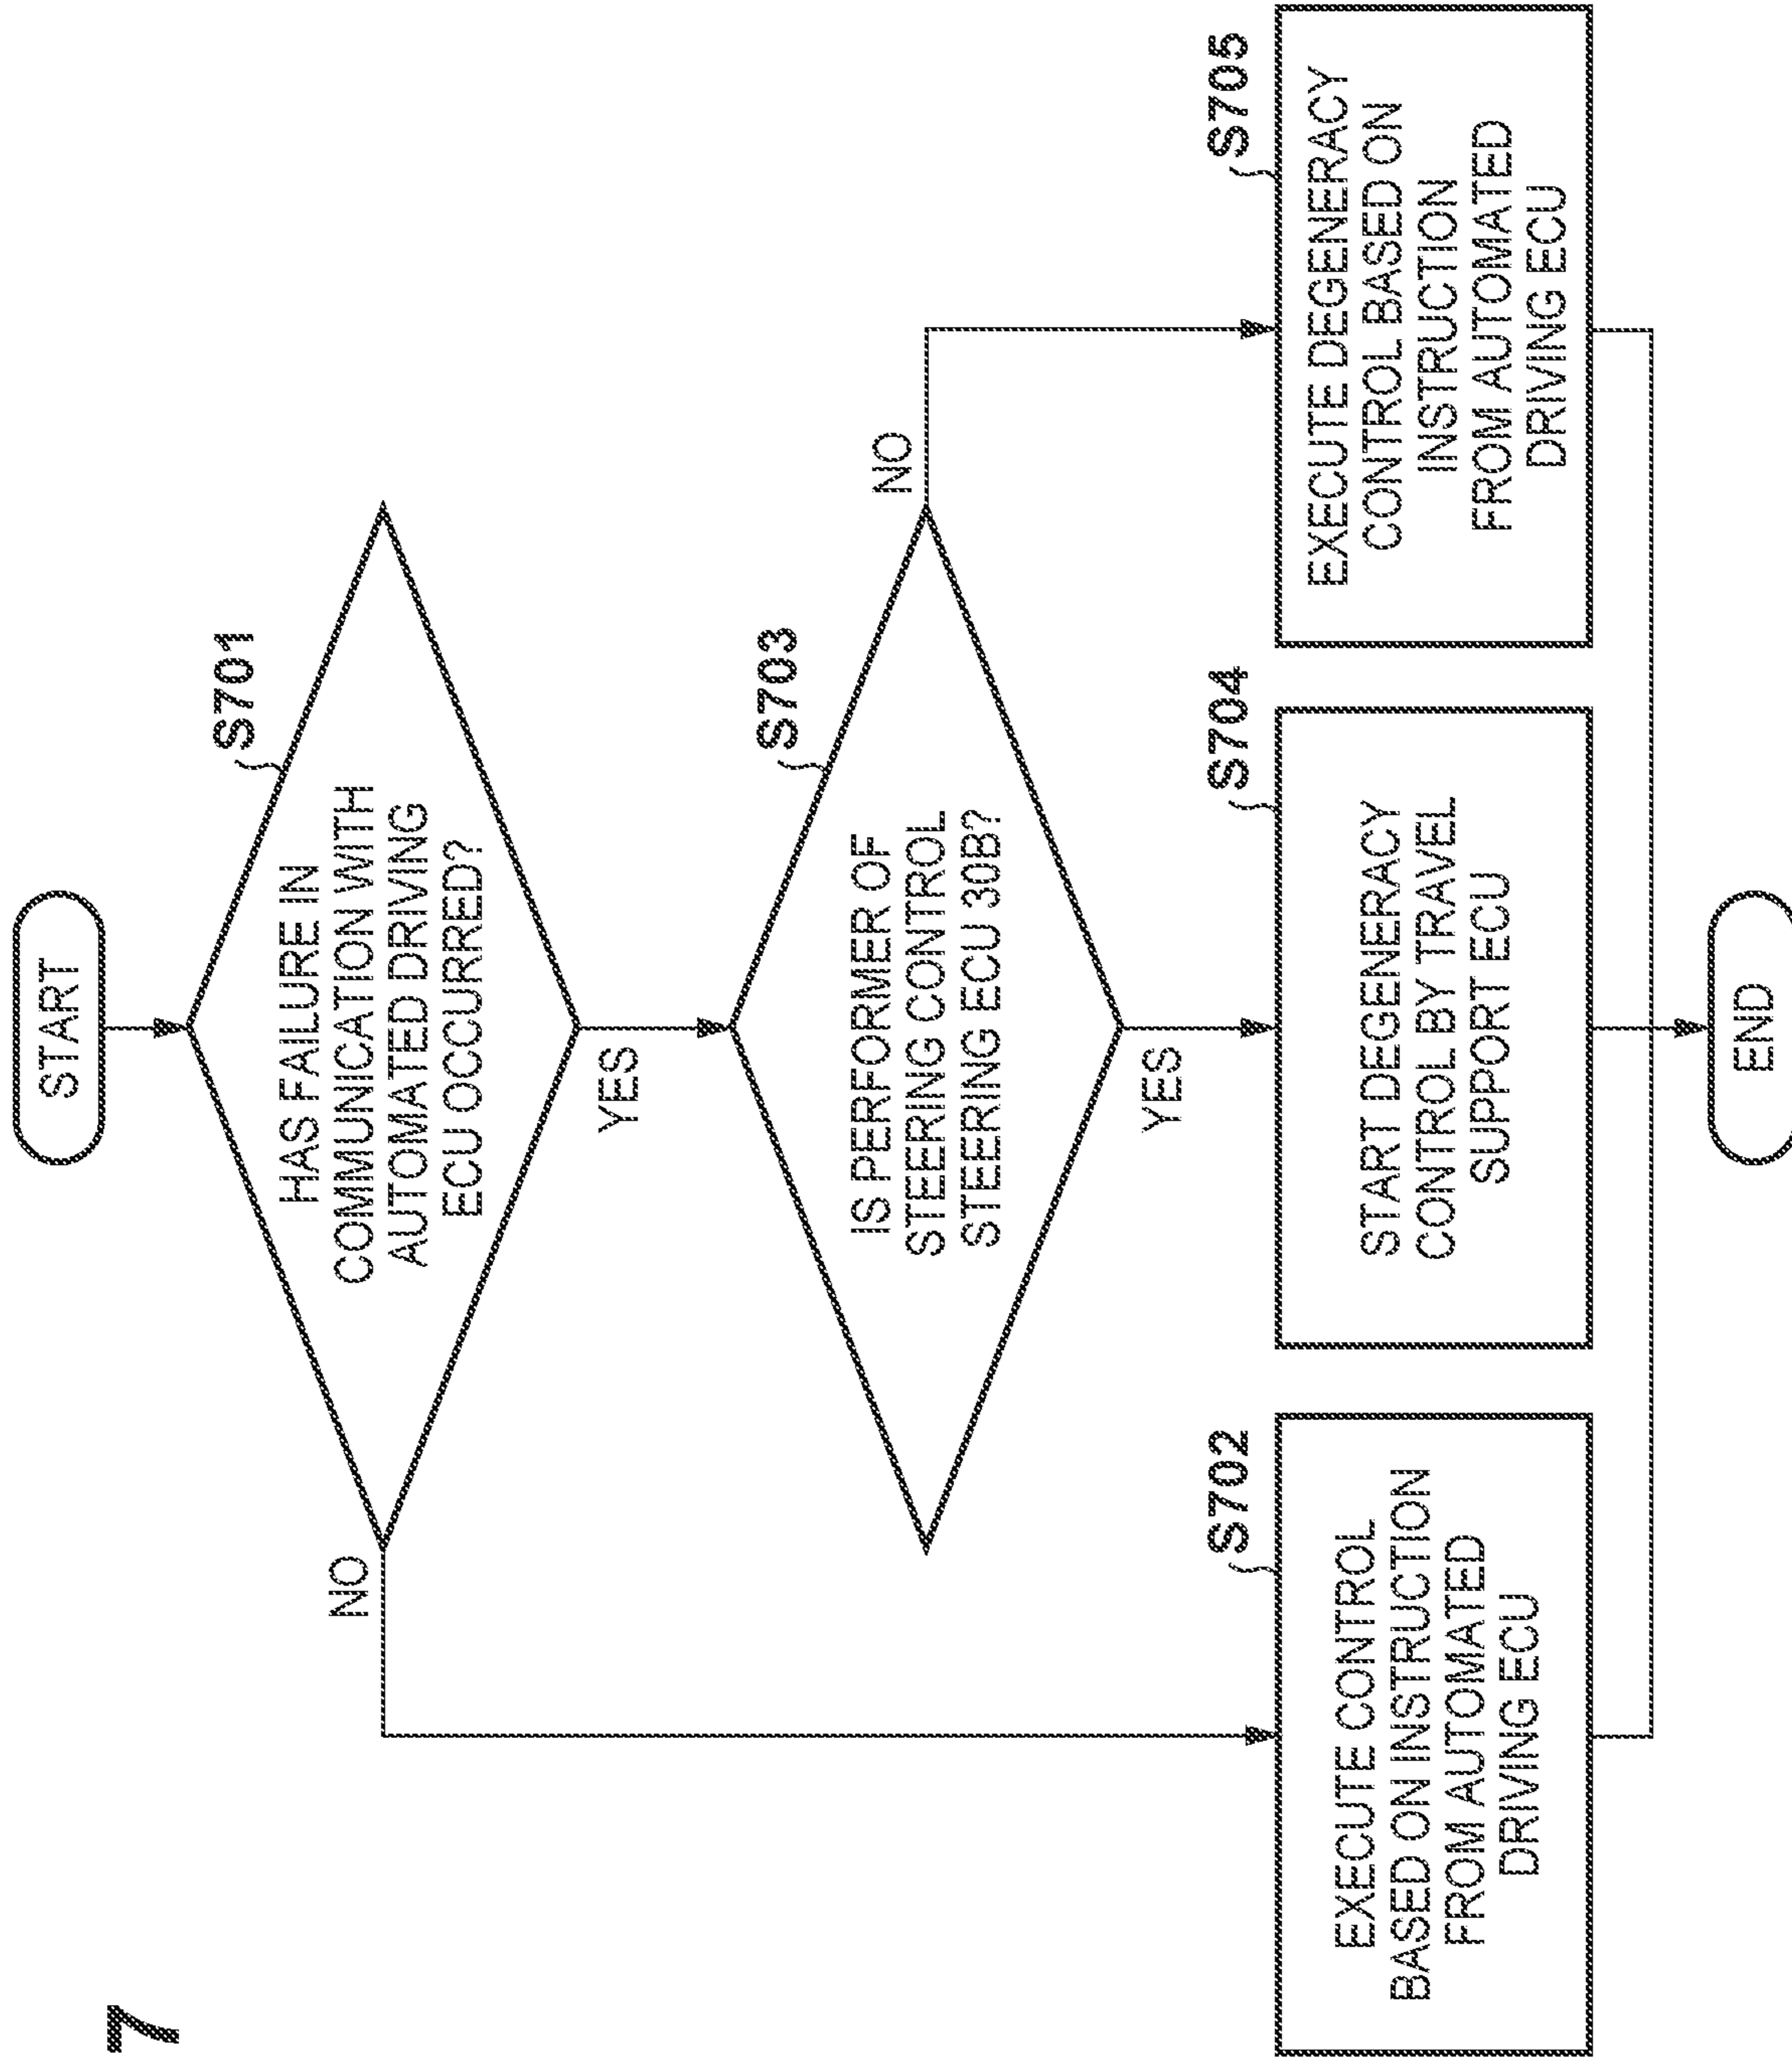 7
START
S701
HAS FAILURE IN
COMMUNICATION WITH
AUTOMATED DRIVING
ECU OCCURRED?
NO
YES
S703
IS PERFORMER OF
STEERING CONTROL
STEERING ECU 30B?
NO
YES
S702
EXECUTE CONTROL
BASED ON INSTRUCTION
FROM AUTOMATED
DRIVING ECU
S704
START DEGENERACY
CONTROL BY TRAVEL
SUPPORT ECU
S705
EXECUTE DEGENERACY
CONTROL BASED ON
INSTRUCTION
FROM AUTOMATED
DRIVING ECU
END